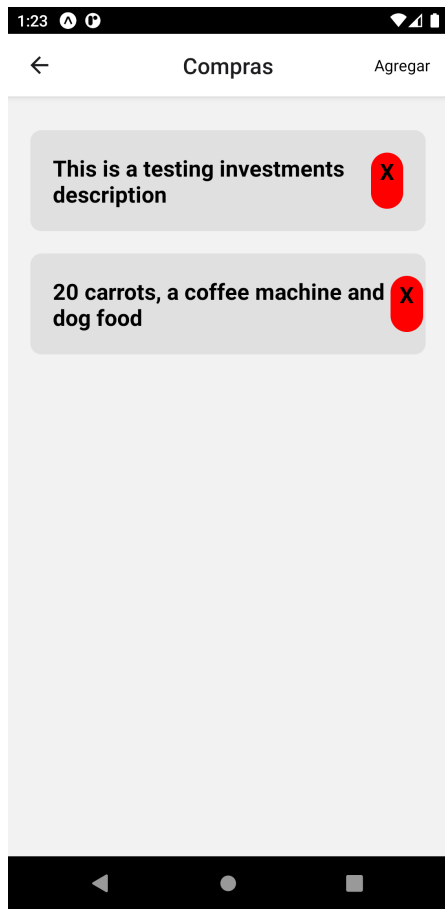 1:23
Compras
Agregar
This is a testing investments
description
X
20 carrots, a coffee machine and
dog food
X